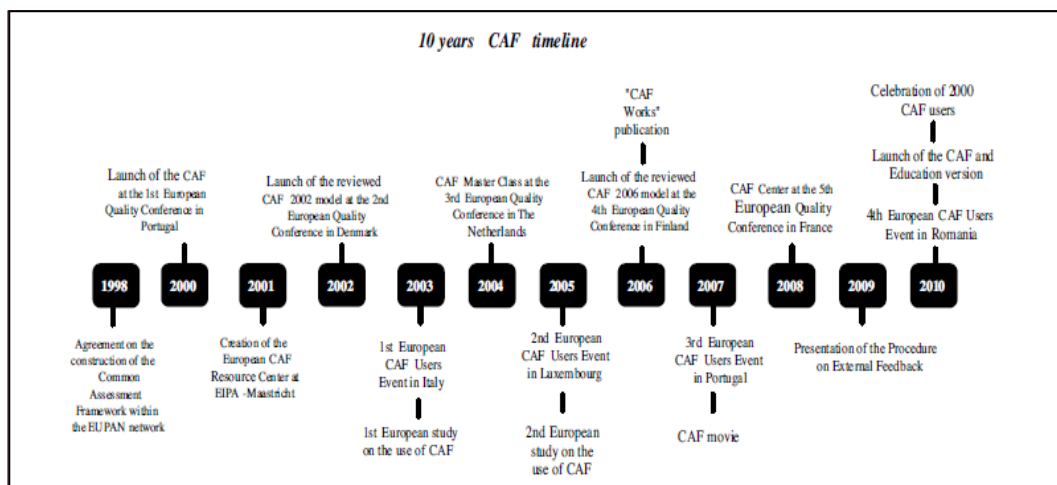 10 years CAF timeline
"CAF
Works"
publication
Celebration of 2000
CAF users
Launch of the CAF
at the 1st European
Quality Conference in
Portugal
Launch of the reviewed
CAF 2002 model at the 2nd
European Quality
Conference in Denmark
CAF Master Class at the
3rd European Quality
Conference in The
Netherlands
Launch of the reviewed
CAF 2006 model at the
4th European Quality
Conference in Finland
CAF Center at the 5th
European Quality
Conference in France
Launch of the CAF and
Education version
4th European CAF Users
Event in Romania
1998
2000
2001
2002
2003
2004
2005
2006
2007
2008
2009
2010
Agreement on the
construction of the
Common
Assessment
Framework within
the EUPAN network
Creation of the
European CAF
Resource Center at
EIPA -Maastricht
1st European
CAF Users
Event in Italy
1st European study
on the use of CAF
2nd European
CAF Users Event
in Luxembourg
2nd European
study on the
use of CAF
3rd European
CAF Users Event
in Portugal
CAF movie
Presentation of the Procedure
on External Feedback